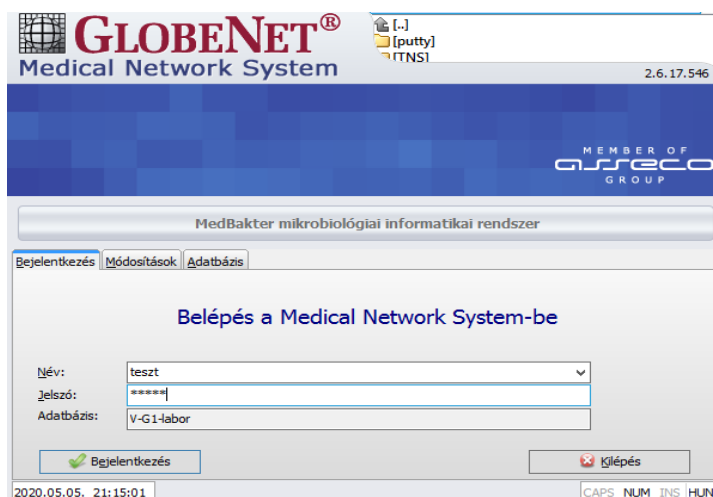 GLOBENET®
Medical Network System
[..]
[putty]
[TNS]
2.6.17.546
MEMBER OF
asseco
GROUP
MedBakter mikrobiológiai informatikai rendszer
Bejelentkezés Módosítások Adatbázis
Belépés a Medical Network System-be
Név: teszt
Jelszó: *****
Adatbázis: V-G1-labor
Bejelentkezés Kilépés
2020.05.05. 21:15:01 CAPS NUM INS HUN